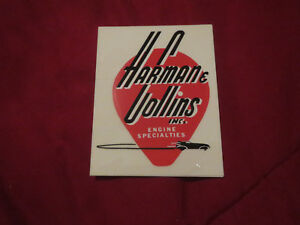 HARMAN &
COLLINS
INC.
ENGINE
SPECIALTIES